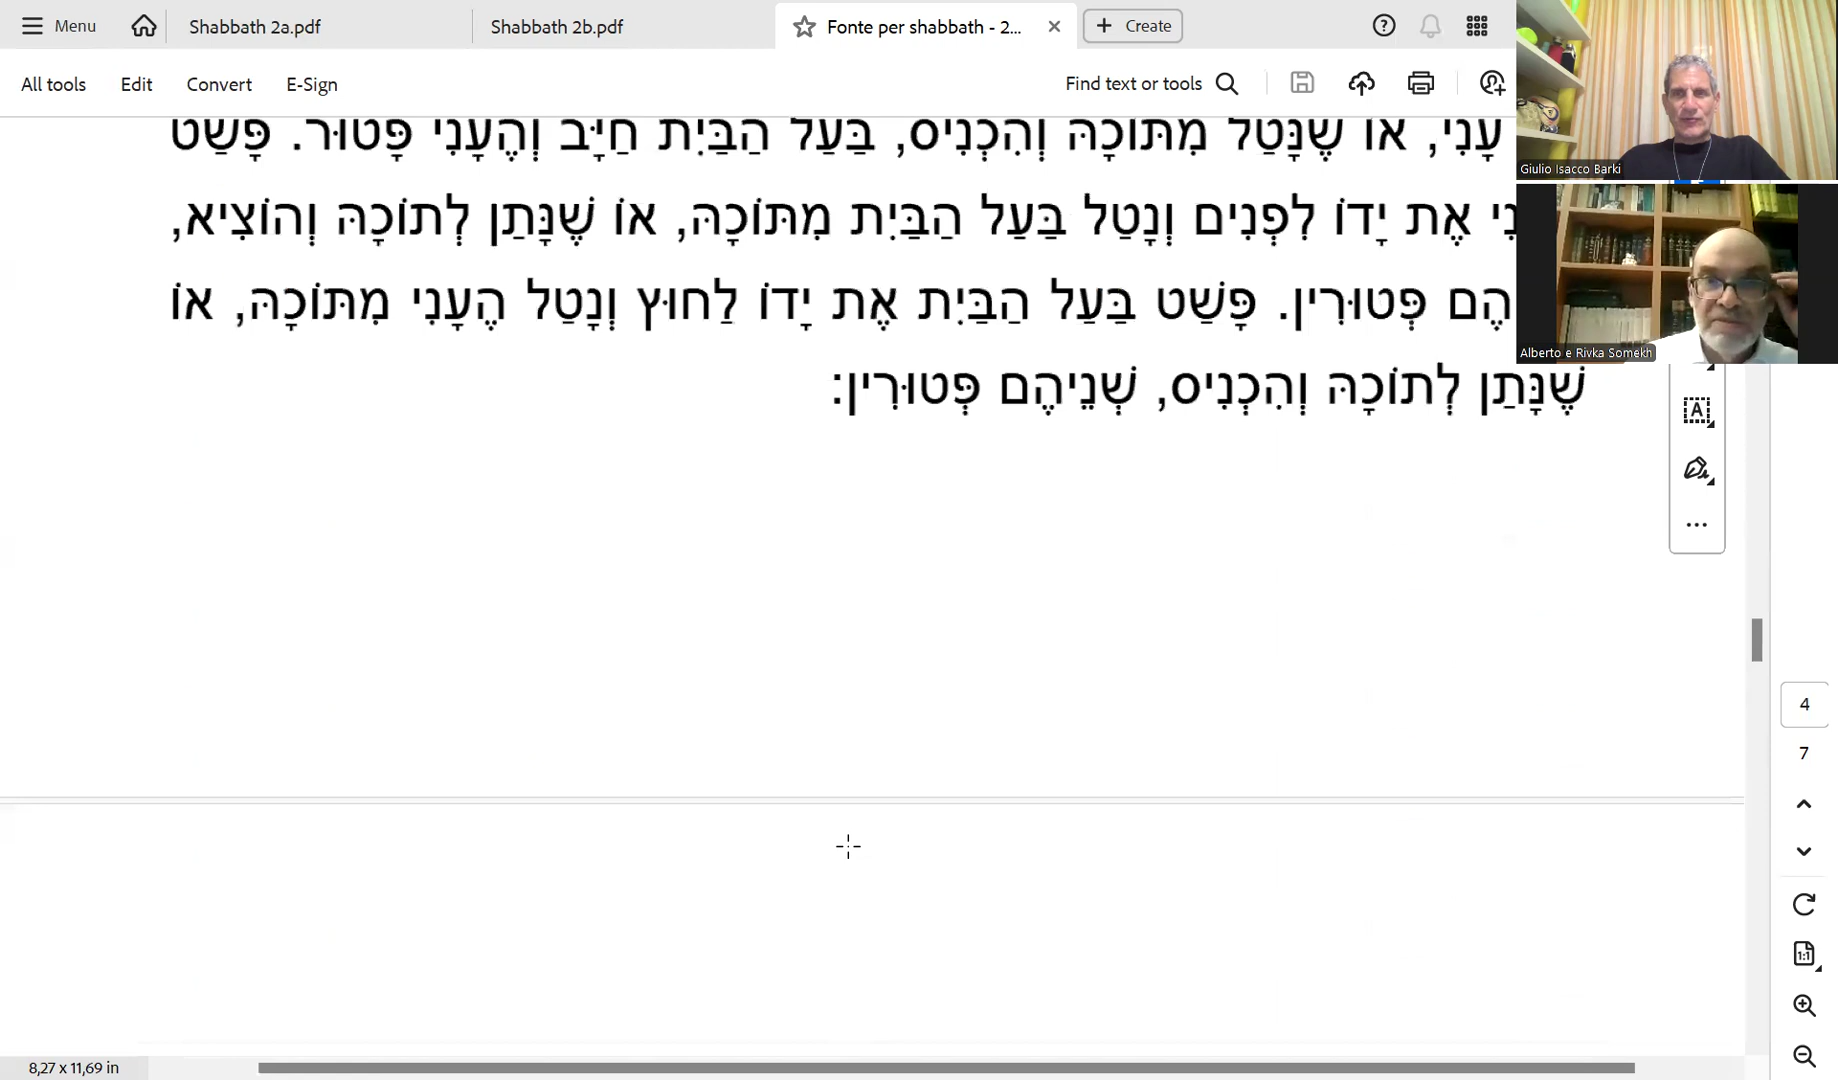 Menu
Shabbath 2a.pdf
Shabbath 2b.pdf
Fonte per shabbath - 2...
Create
All tools
Edit
Convert
E-Sign
Find text or tools
Giulio Isacco Barki
עָנִי, אוֹ שֶׁנָּטַל מִתּוֹכָהּ וְהִכְנִיס, בַּעַל הַבַּיִת חַיָּב וְהֶעָנִי פָּטוּר. פָּשַׁט
אֶת יָדוֹ לִפְנִים וְנָטַל בַּעַל הַבַּיִת מִתּוֹכָהּ, אוֹ שֶׁנָּתַן לְתוֹכָהּ וְהוֹצִיא,
פְּטוּרִין. פָּשַׁט בַּעַל הַבַּיִת אֶת יָדוֹ לַחוּץ וְנָטַל הֶעָנִי מִתּוֹכָהּ, אוֹ
Alberto e Rivka Somekh
שֶׁנָּתַן לְתוֹכָהּ וְהִכְנִיס, שְׁנֵיהֶם פְּטוּרִין:
4
7
8,27 x 11,69 in